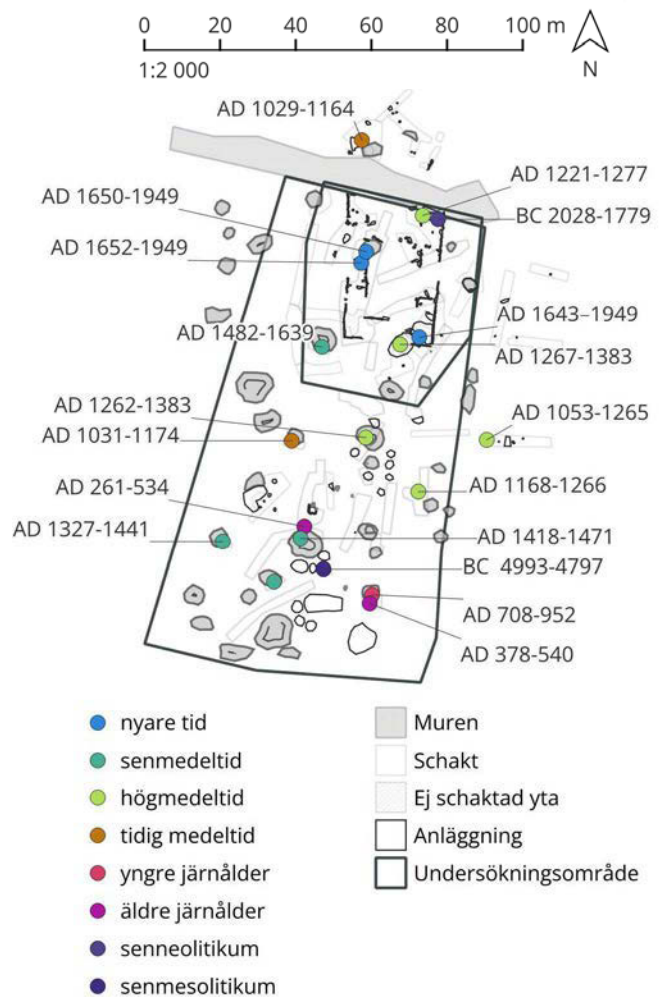 0 20 40 60 80 100 m
1:2 000
N
AD 1029-1164
AD 1221-1277
AD 1650-1949
BC 2028-1779
AD 1652-1949
AD 1643–1949
AD 1482-1639
AD 1267-1383
AD 1262-1383
AD 1053-1265
AD 1031-1174
AD 1168-1266
AD 261-534
AD 1327-1441
AD 1418-1471
BC 4993-4797
AD 708-952
AD 378-540
nyare tid
senmedeltid
högmedeltid
tidig medeltid
yngre järnålder
äldre järnålder
senneolitikum
senmesolitikum
Muren
Schakt
Ej schaktad yta
Anläggning
Undersökningsområde